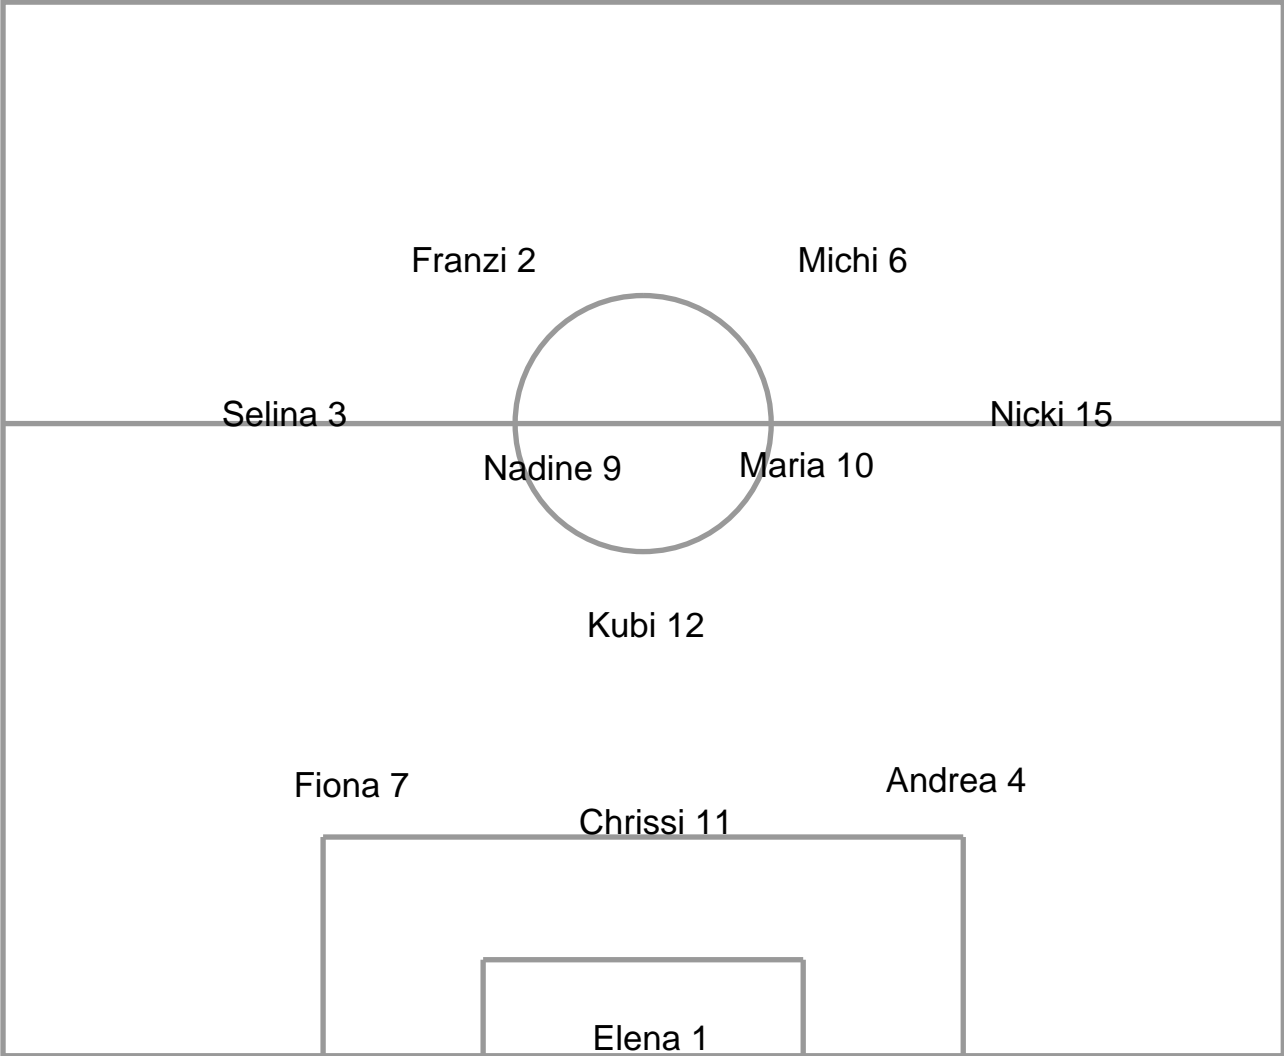 Franzi 2
Michi 6
Selina 3
Nicki 15
Nadine 9
Maria 10
Kubi 12
Fiona 7
Andrea 4
Chrissi 11
Elena 1